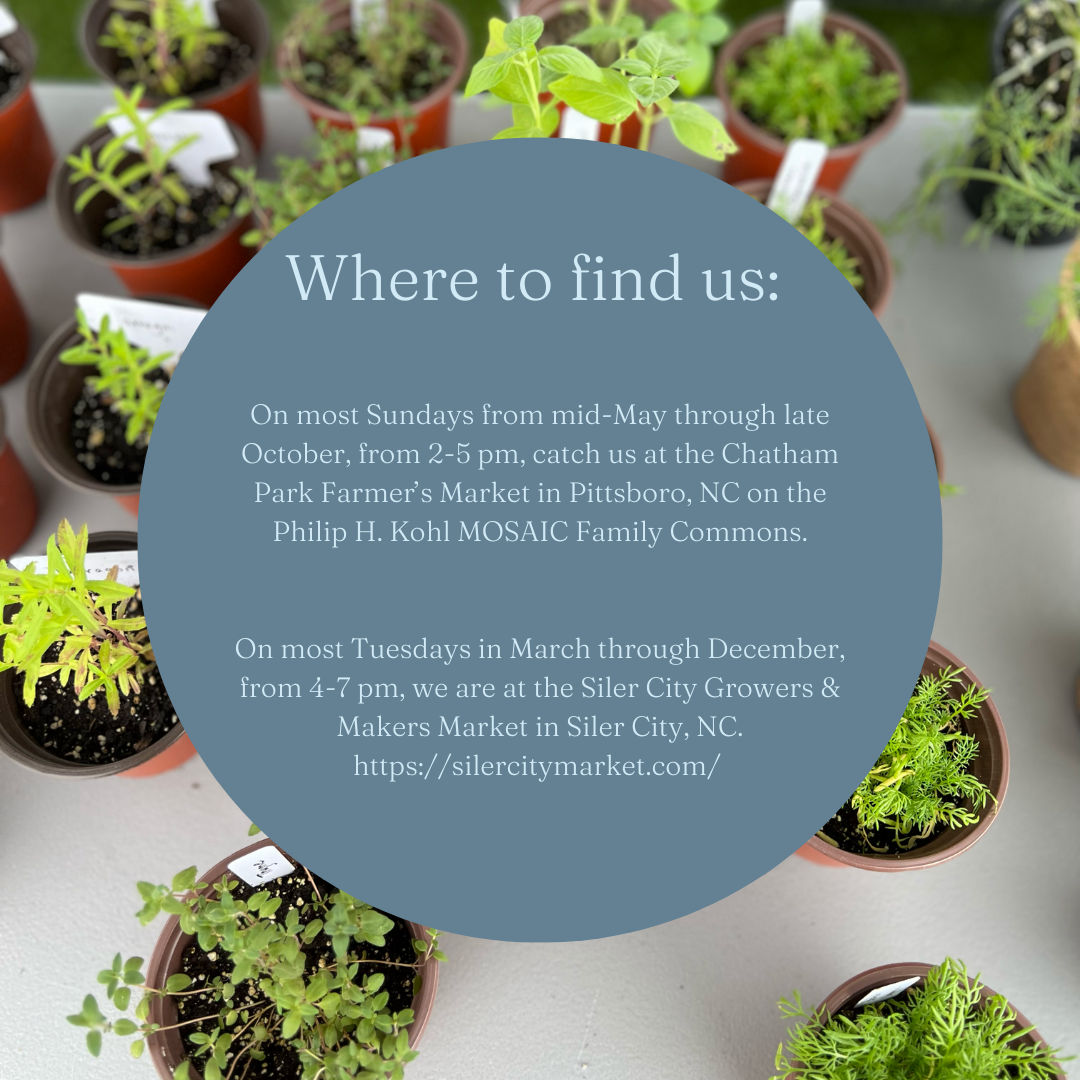 Where to find us:
On most Sundays from mid-May through late
October, from 2-5 pm, catch us at the Chatham
Park Farmer’s Market in Pittsboro, NC on the
Philip H. Kohl MOSAIC Family Commons.
On most Tuesdays in March through December,
from 4-7 pm, we are at the Siler City Growers &
Makers Market in Siler City, NC.
https://silercitymarket.com/